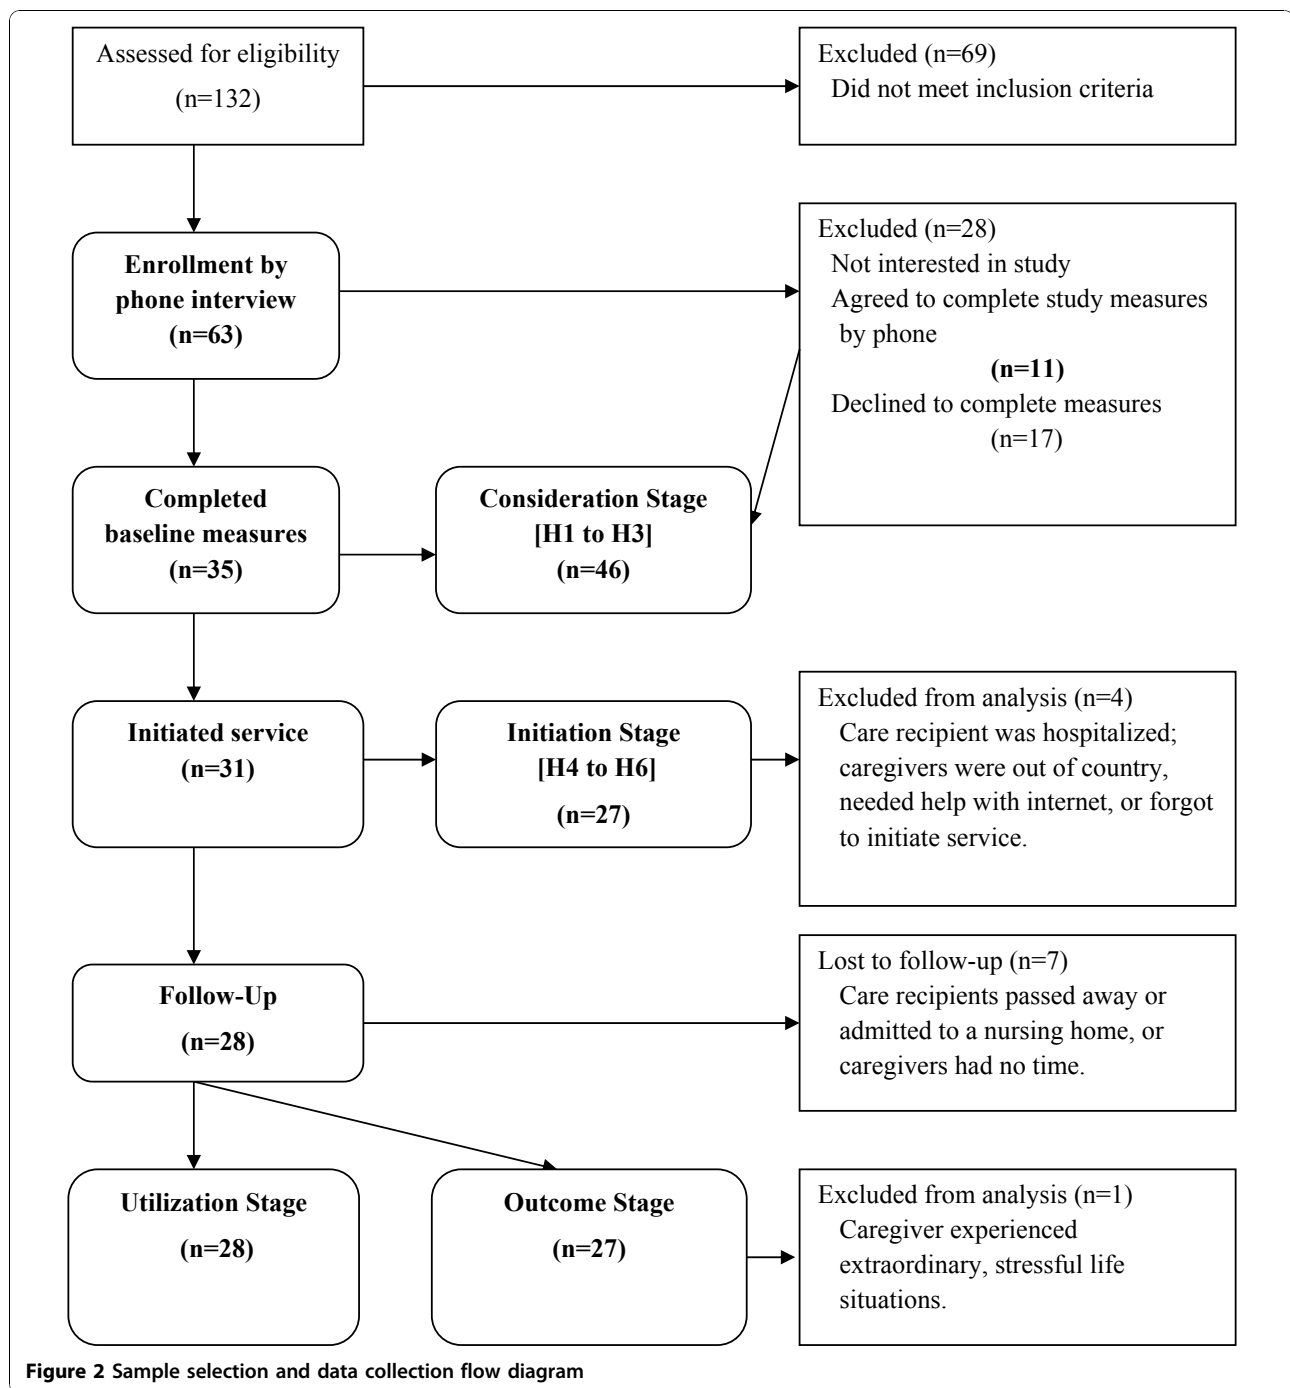 Assessed for eligibility
(n=132)
Excluded (n=69)
Did not meet inclusion criteria
Enrollment by
phone interview
(n=63)
Excluded (n=28)
Not interested in study
Agreed to complete study measures
by phone
(n=11)
Declined to complete measures
(n=17)
Completed
baseline measures
(n=35)
Consideration Stage
[H1 to H3]
(n=46)
Initiated service
(n=31)
Initiation Stage
[H4 to H6]
(n=27)
Excluded from analysis (n=4)
Care recipient was hospitalized;
caregivers were out of country,
needed help with internet, or forgot
to initiate service.
Follow-Up
(n=28)
Lost to follow-up (n=7)
Care recipients passed away or
admitted to a nursing home, or
caregivers had no time.
Utilization Stage
(n=28)
Outcome Stage
(n=27)
Excluded from analysis (n=1)
Caregiver experienced
extraordinary, stressful life
situations.
Figure 2 Sample selection and data collection flow diagram